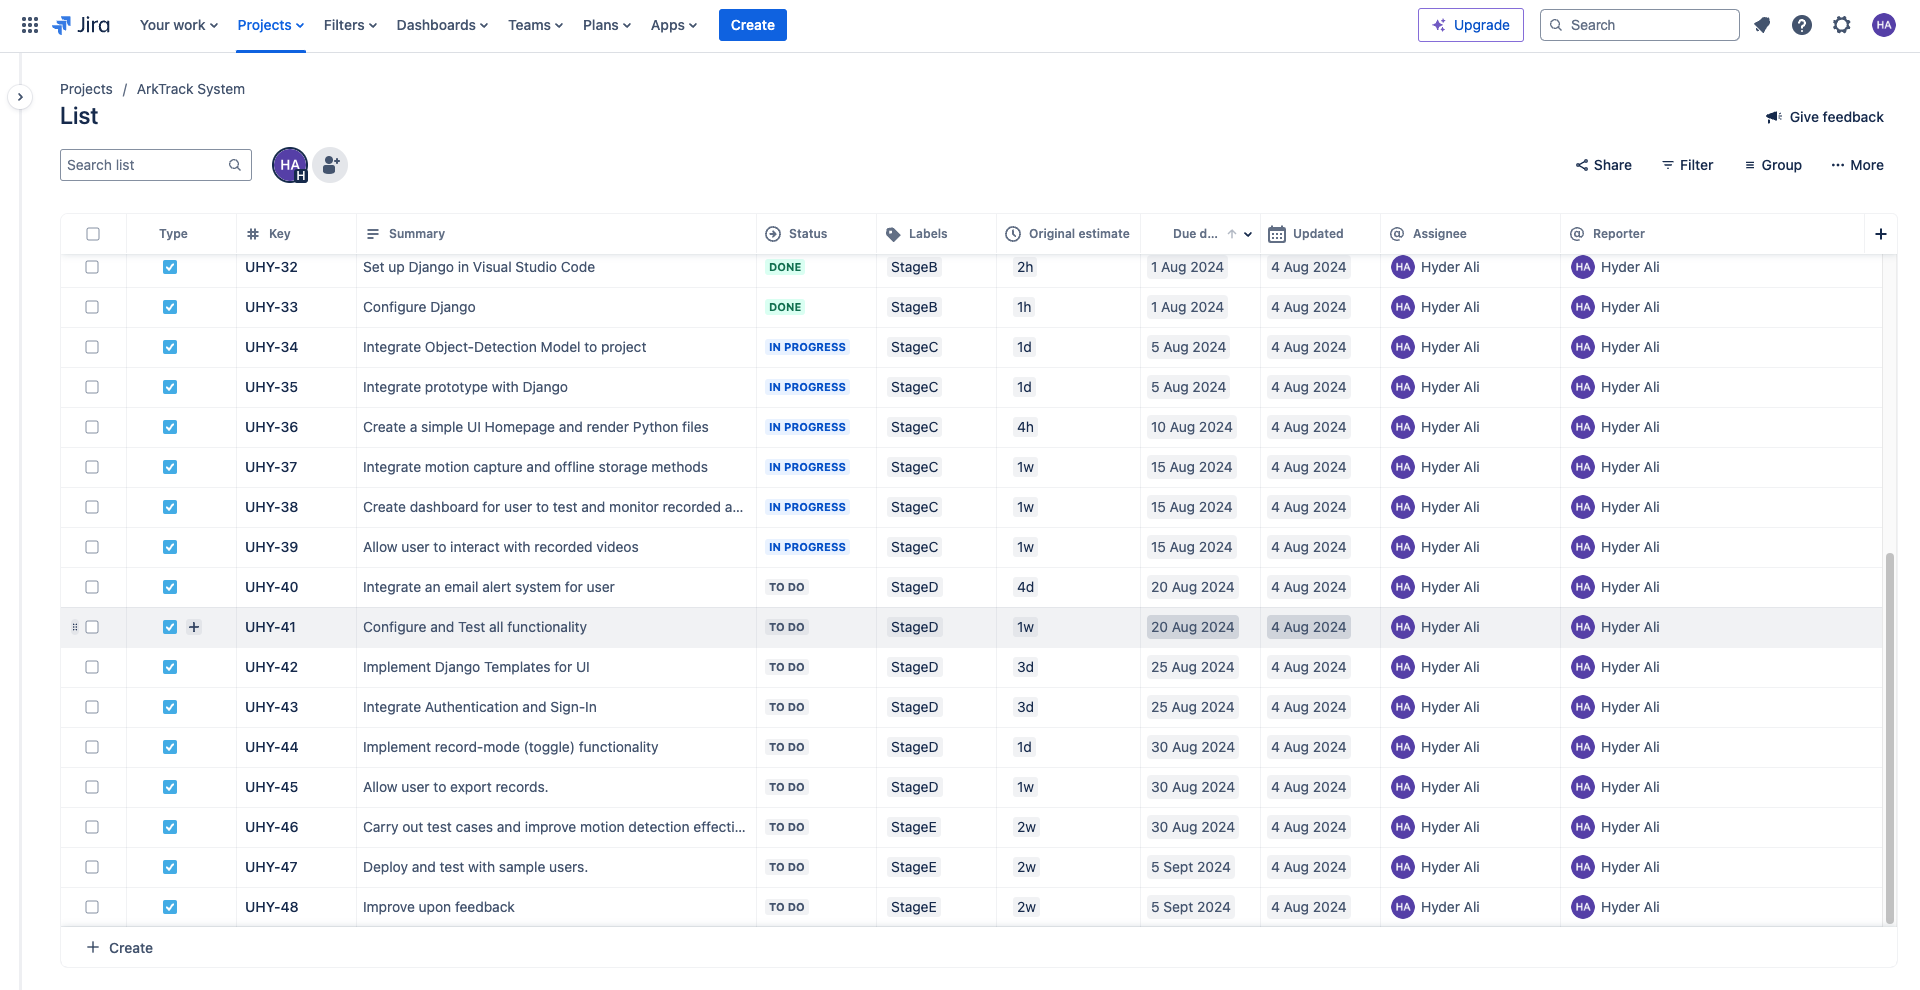 Jira Your work Projects Filters Dashboards Teams Plans Apps Create Upgrade Search HA
Projects / ArkTrack System
List
Give feedback
Search list HA H Share Filter Group More
Type Key Summary Status Labels Original estimate Due d... Updated Assignee Reporter
UHY-32 Set up Django in Visual Studio Code DONE StageB 2h 1 Aug 2024 4 Aug 2024 HA Hyder Ali HA Hyder Ali
UHY-33 Configure Django DONE StageB 1h 1 Aug 2024 4 Aug 2024 HA Hyder Ali HA Hyder Ali
UHY-34 Integrate Object-Detection Model to project IN PROGRESS StageC 1d 5 Aug 2024 4 Aug 2024 HA Hyder Ali HA Hyder Ali
UHY-35 Integrate prototype with Django IN PROGRESS StageC 1d 5 Aug 2024 4 Aug 2024 HA Hyder Ali HA Hyder Ali
UHY-36 Create a simple UI Homepage and render Python files IN PROGRESS StageC 4h 10 Aug 2024 4 Aug 2024 HA Hyder Ali HA Hyder Ali
UHY-37 Integrate motion capture and offline storage methods IN PROGRESS StageC 1w 15 Aug 2024 4 Aug 2024 HA Hyder Ali HA Hyder Ali
UHY-38 Create dashboard for user to test and monitor recorded a... IN PROGRESS StageC 1w 15 Aug 2024 4 Aug 2024 HA Hyder Ali HA Hyder Ali
UHY-39 Allow user to interact with recorded videos IN PROGRESS StageC 1w 15 Aug 2024 4 Aug 2024 HA Hyder Ali HA Hyder Ali
UHY-40 Integrate an email alert system for user TO DO StageD 4d 20 Aug 2024 4 Aug 2024 HA Hyder Ali HA Hyder Ali
UHY-41 Configure and Test all functionality TO DO StageD 1w 20 Aug 2024 4 Aug 2024 HA Hyder Ali HA Hyder Ali
UHY-42 Implement Django Templates for UI TO DO StageD 3d 25 Aug 2024 4 Aug 2024 HA Hyder Ali HA Hyder Ali
UHY-43 Integrate Authentication and Sign-In TO DO StageD 3d 25 Aug 2024 4 Aug 2024 HA Hyder Ali HA Hyder Ali
UHY-44 Implement record-mode (toggle) functionality TO DO StageD 1d 30 Aug 2024 4 Aug 2024 HA Hyder Ali HA Hyder Ali
UHY-45 Allow user to export records. TO DO StageD 1w 30 Aug 2024 4 Aug 2024 HA Hyder Ali HA Hyder Ali
UHY-46 Carry out test cases and improve motion detection effecti... TO DO StageE 2w 30 Aug 2024 4 Aug 2024 HA Hyder Ali HA Hyder Ali
UHY-47 Deploy and test with sample users. TO DO StageE 2w 5 Sept 2024 4 Aug 2024 HA Hyder Ali HA Hyder Ali
UHY-48 Improve upon feedback TO DO StageE 2w 5 Sept 2024 4 Aug 2024 HA Hyder Ali HA Hyder Ali
+ Create